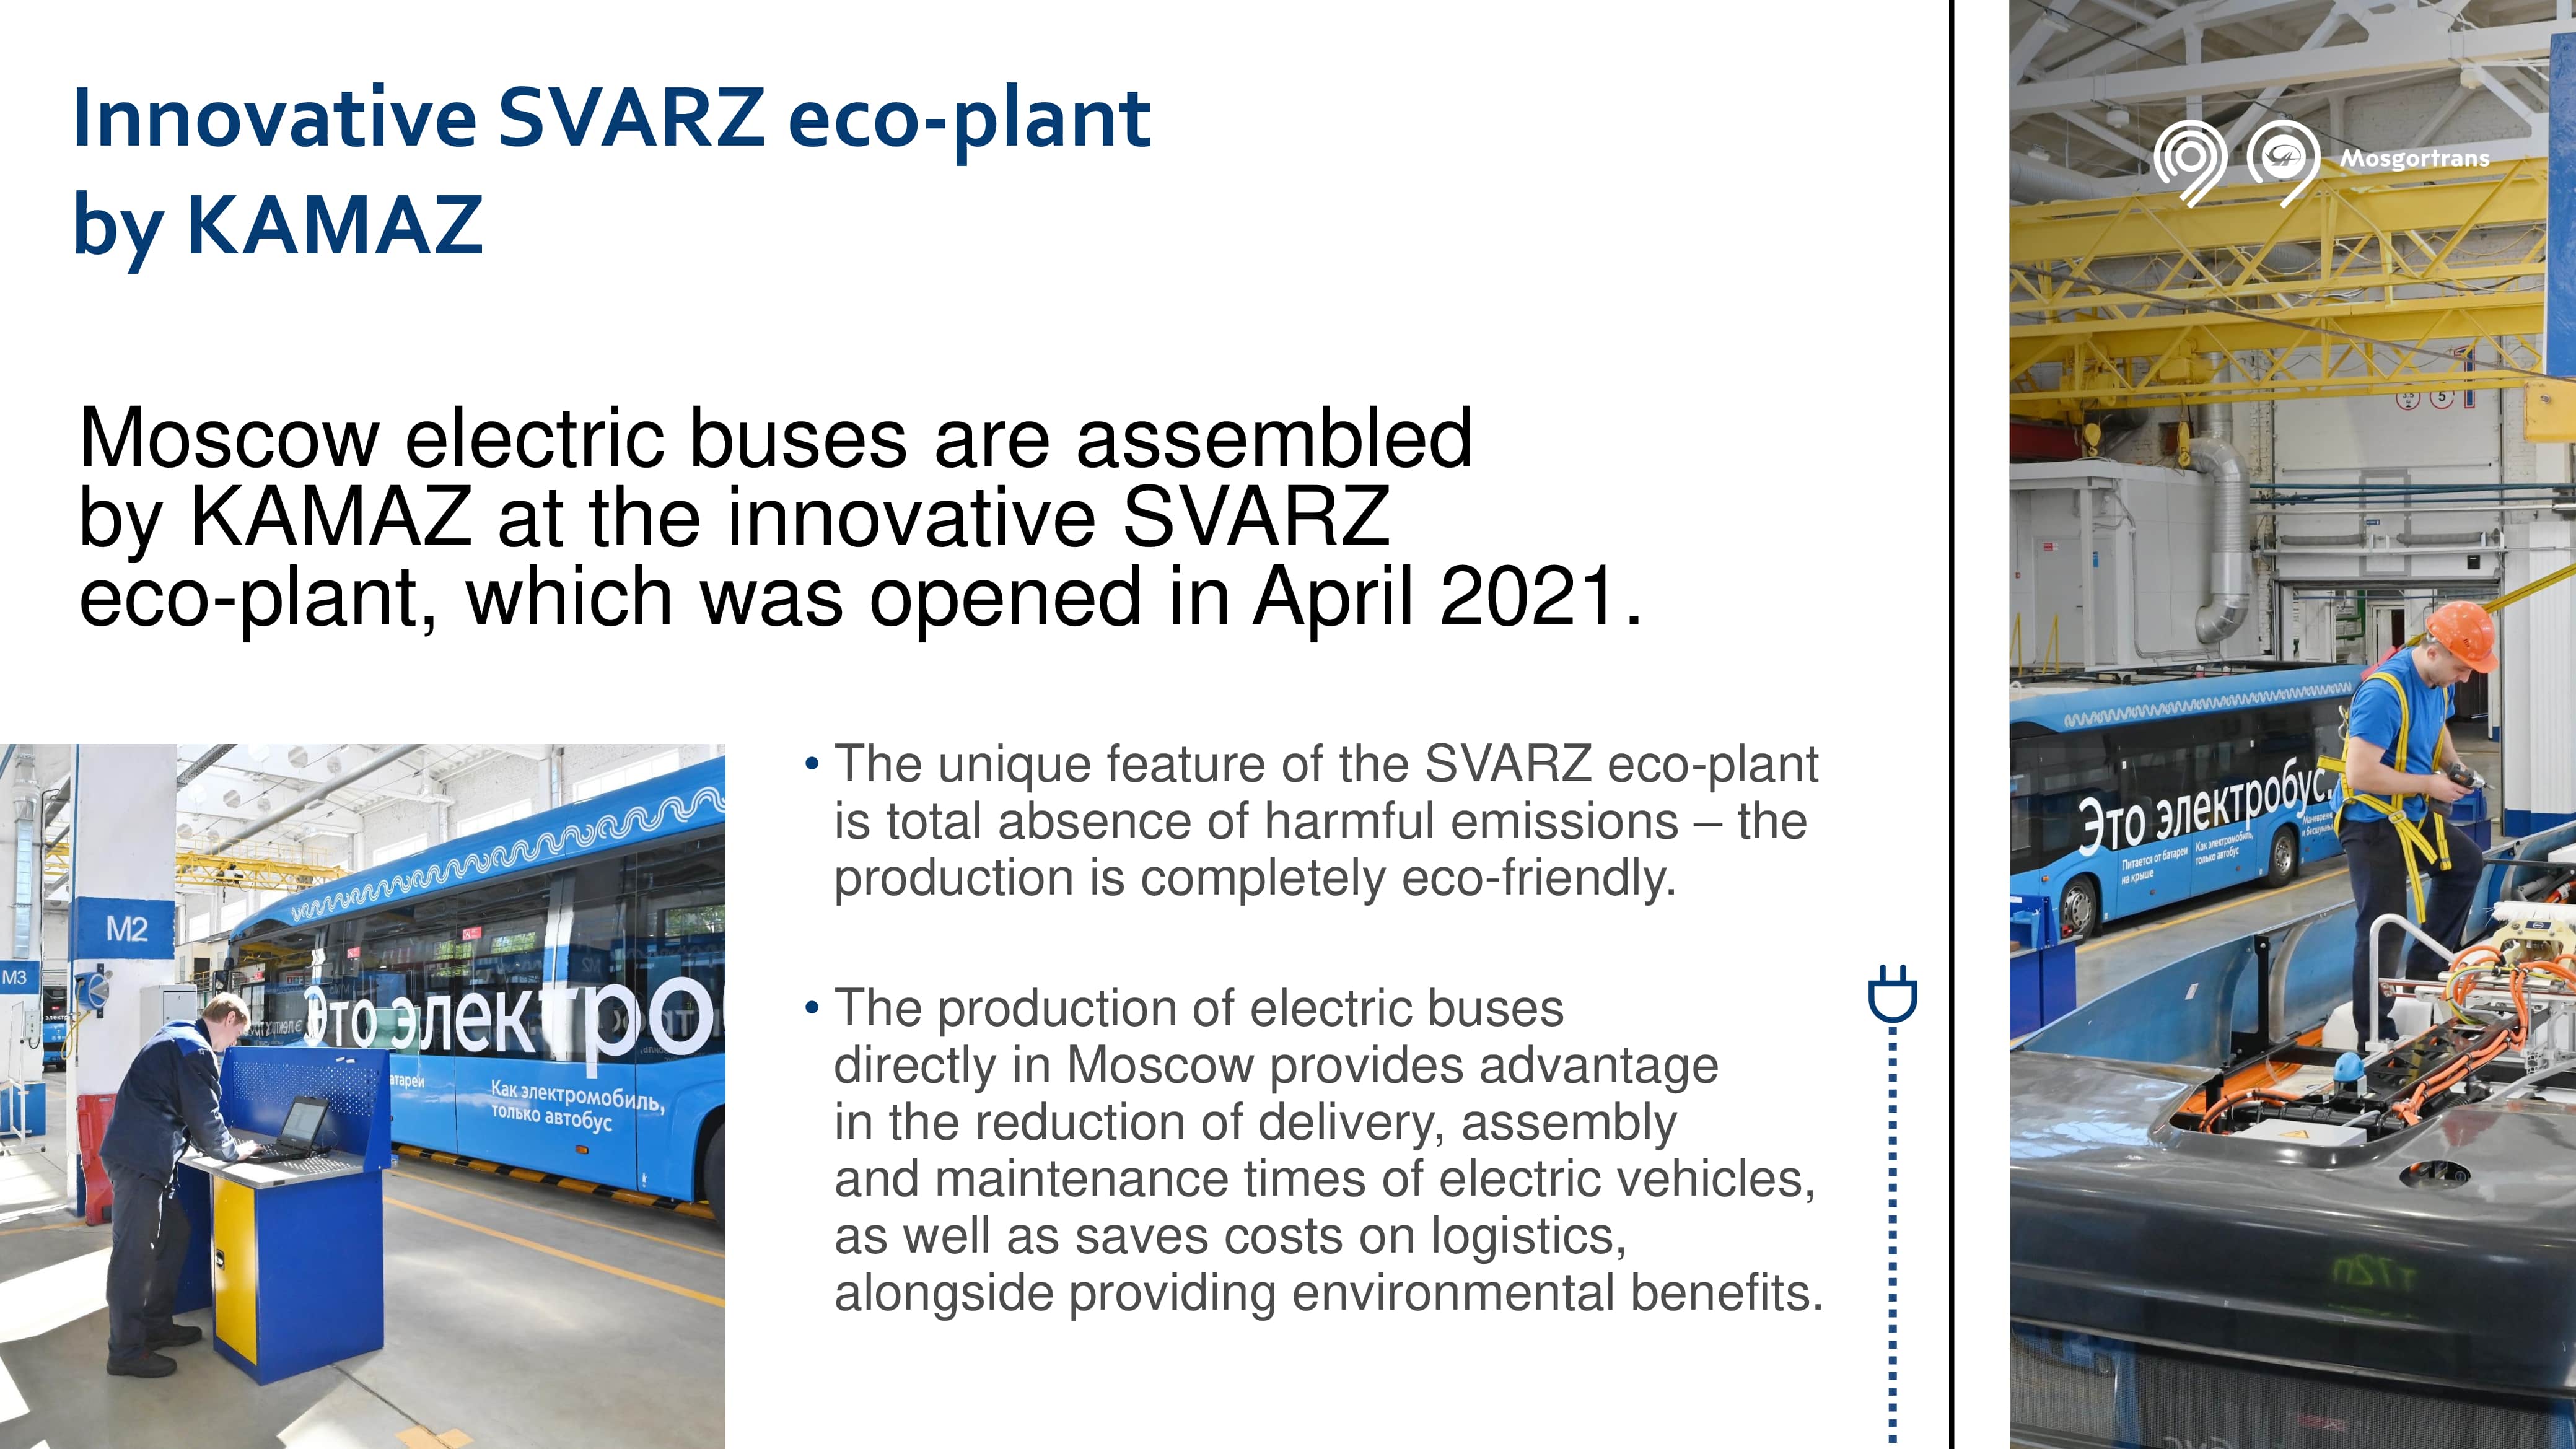 Innovative SVARZ eco-plant
by KAMAZ
Mosgortrans
Moscow electric buses are assembled
by KAMAZ at the innovative SVARZ
eco-plant, which was opened in April 2021.
• The unique feature of the SVARZ eco-plant
is total absence of harmful emissions – the
production is completely eco-friendly.
• The production of electric buses
directly in Moscow provides advantage
in the reduction of delivery, assembly
and maintenance times of electric vehicles,
as well as saves costs on logistics,
alongside providing environmental benefits.
M2
M3
Это электро
атареи
Как электромобиль,
только автобус
5
Это электробус.
Питается от батареи
на крыше
Как электромобиль,
только автобус